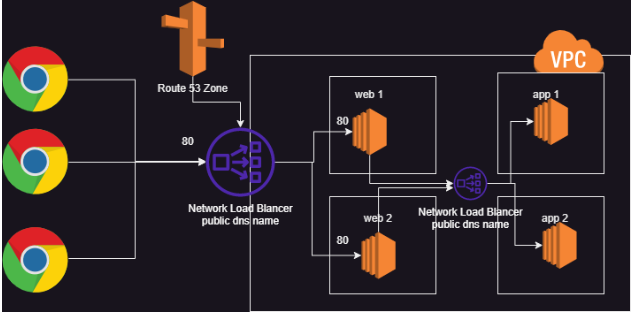 VPC
Route 53 Zone
web 1
app 1
80
80
Network Load Blancer
public dns name
Network Load Blancer
public dns name
web 2
app 2
80